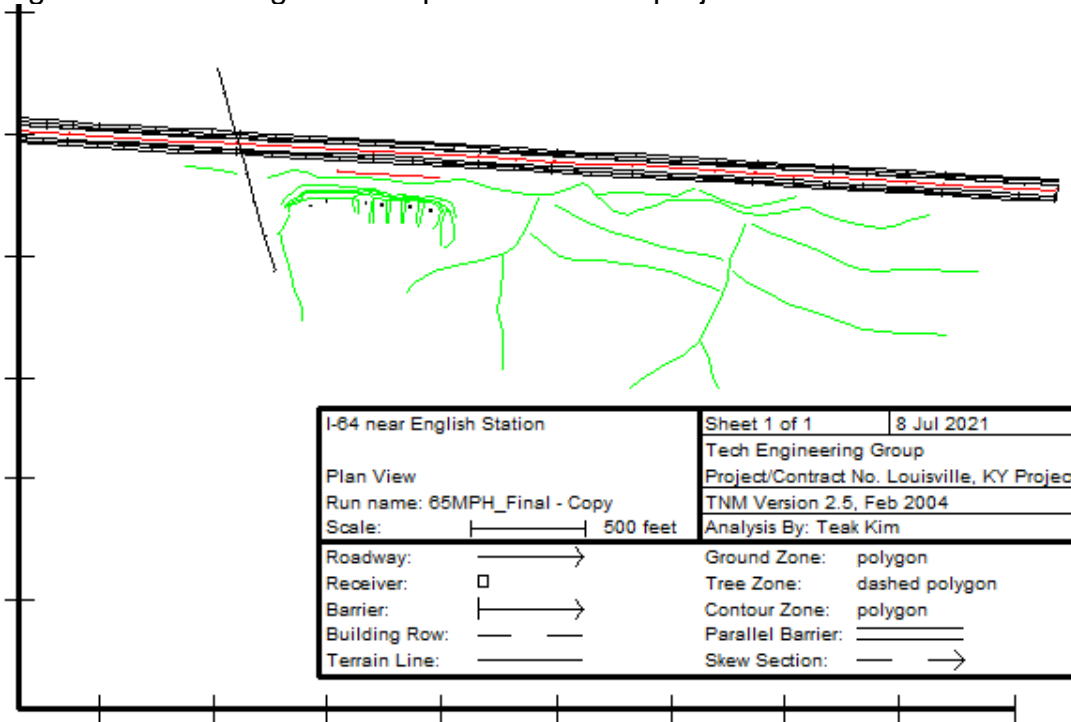 I-64 near English Station
Sheet 1 of 1
8 Jul 2021
Tech Engineering Group
Plan View
Project/Contract No. Louisville, KY Projec
Run name: 65MPH_Final - Copy
TNM Version 2.5, Feb 2004
Scale: 500 feet
Analysis By: Teak Kim
Roadway:
Ground Zone: polygon
Receiver:
Tree Zone: dashed polygon
Barrier:
Contour Zone: polygon
Building Row:
Parallel Barrier:
Terrain Line:
Skew Section: